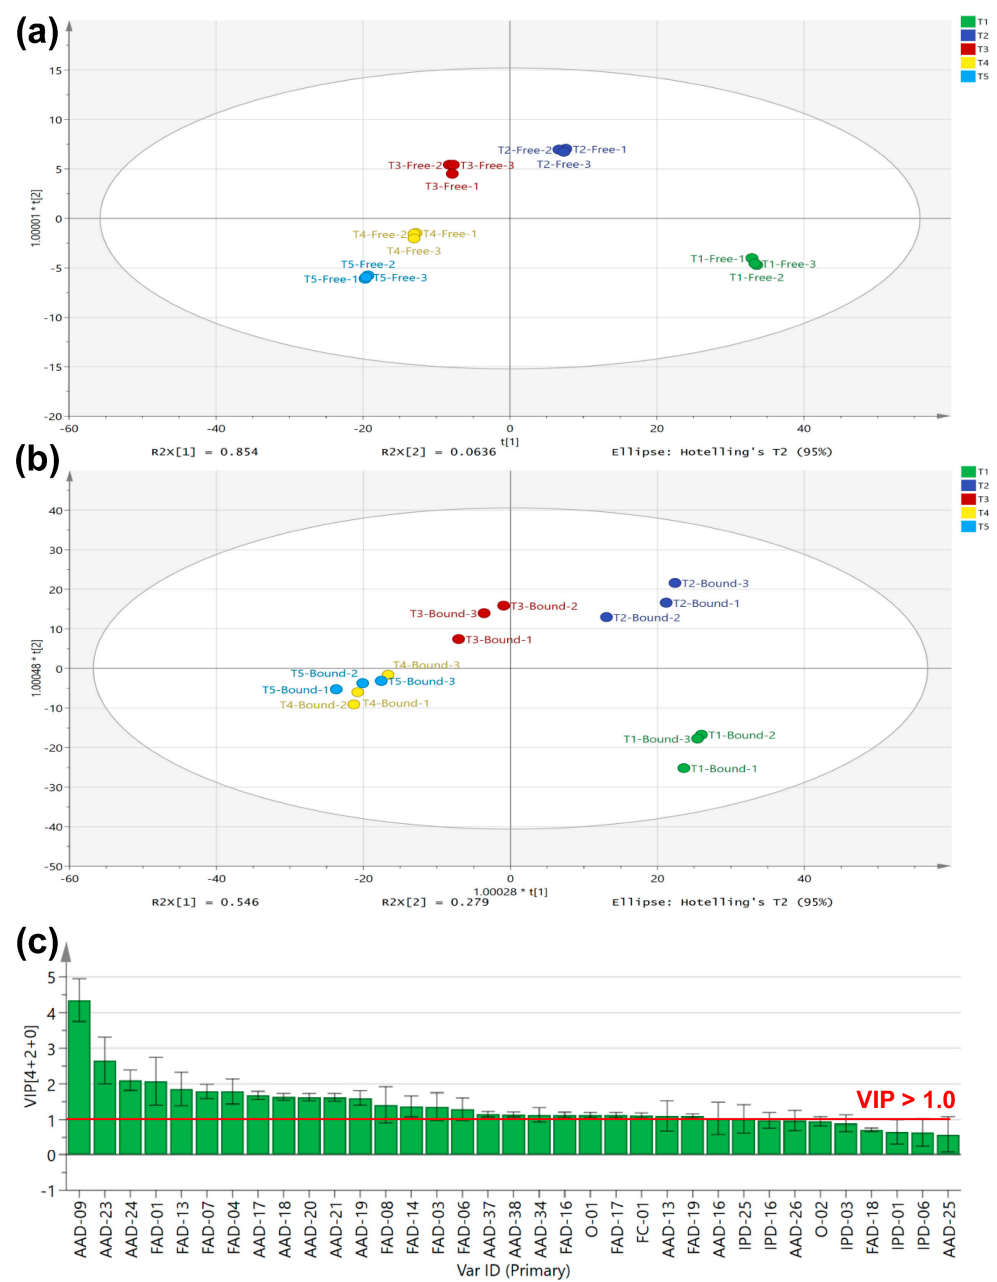 (a)
T1
T2
T3
T4
T5
15
10
5
0
-5
-10
-15
-20
1.00001 * t[2]
T2-Free-2 T2-Free-1
T2-Free-3
T3-Free-2 T3-Free-3
T3-Free-1
T4-Free-2 T4-Free-1
T4-Free-3
T5-Free-2
T5-Free-1 T5-Free-3
T1-Free-1 T1-Free-3
T1-Free-2
-60 -40 -20 0 20 40
t[1]
R2X[1] = 0.854 R2X[2] = 0.0636 Ellipse: Hotelling's T2 (95%)
(b)
T1
T2
T3
T4
T5
40
30
20
10
0
-10
-20
-30
-40
-50
1.00048 * t[2]
T2-Bound-3
T2-Bound-1
T2-Bound-2
T3-Bound-3 T3-Bound-2
T3-Bound-1
T4-Bound-3
T5-Bound-2
T5-Bound-1 T5-Bound-3
T4-Bound-2 T4-Bound-1
T1-Bound-3 T1-Bound-2
T1-Bound-1
-60 -40 -20 0 20 40
1.00028 * t[1]
R2X[1] = 0.546 R2X[2] = 0.279 Ellipse: Hotelling's T2 (95%)
(c)
5
4
3
2
1
0
-1
VIP[4+2+0]
VIP > 1.0
AAD-09
AAD-23
AAD-24
FAD-01
FAD-13
FAD-07
FAD-04
AAD-17
AAD-18
AAD-20
AAD-21
AAD-19
FAD-08
FAD-14
FAD-03
FAD-06
AAD-37
AAD-38
AAD-34
FAD-16
O-01
FAD-17
FC-01
AAD-13
FAD-19
AAD-16
IPD-25
IPD-16
AAD-26
O-02
IPD-03
FAD-18
IPD-01
IPD-06
AAD-25
Var ID (Primary)